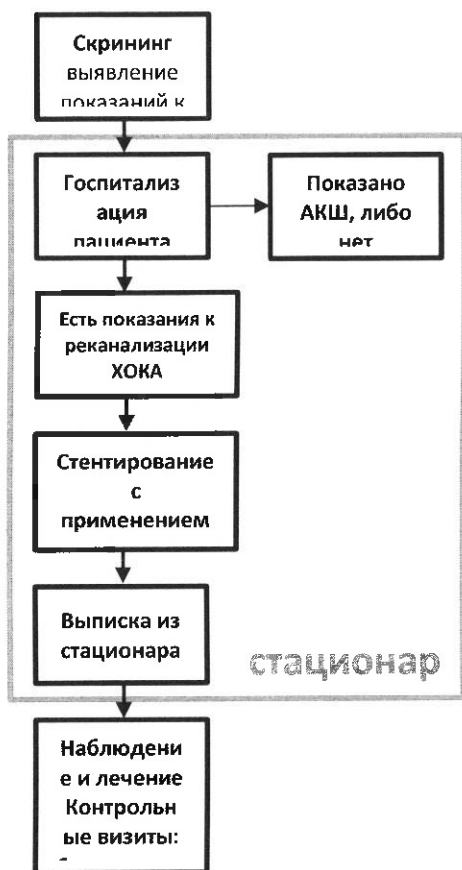 Скрининг
выявление
показаний к
Госпитализ
ация
пациента
Показано
АКШ, либо
нет
Есть показания к
реканализации
ХОКА
Стентирование
с
применением
Выписка из
стационара
стационар
Наблюдени
е и лечение
Контрольн
ые визиты: